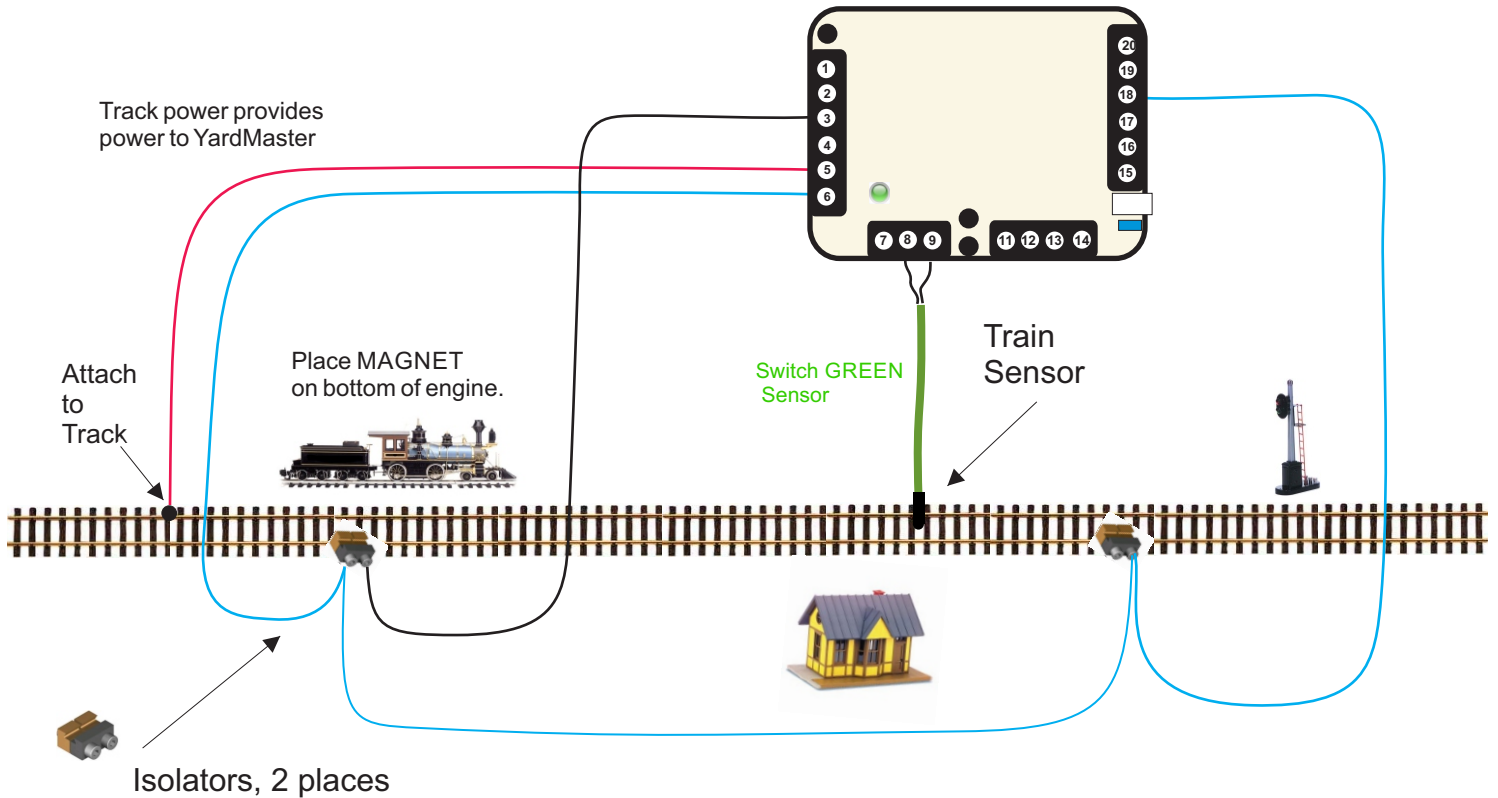 20
1
19
2
18
Track power provides
power to YardMaster
3
17
4
16
5
15
6
7
8
9
11
12
13
14
Place MAGNET
on bottom of engine.
Attach
to
Track
Switch GREEN
Sensor
Train
Sensor
Isolators, 2 places